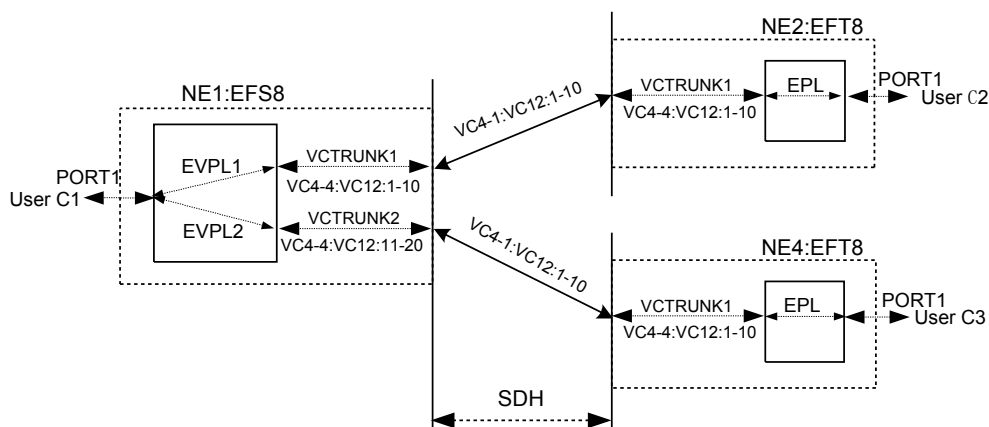 NE1:EFS8
PORT1
User C1
EVPL1
EVPL2
VCTRUNK1
VC4-4:VC12:1-10
VCTRUNK2
VC4-4:VC12:11-20
VC4-1:VC12:1-10
VC4-1:VC12:1-10
SDH
NE2:EFT8
VCTRUNK1
VC4-4:VC12:1-10
EPL
PORT1
User C2
NE4:EFT8
VCTRUNK1
VC4-4:VC12:1-10
EPL
PORT1
User C3